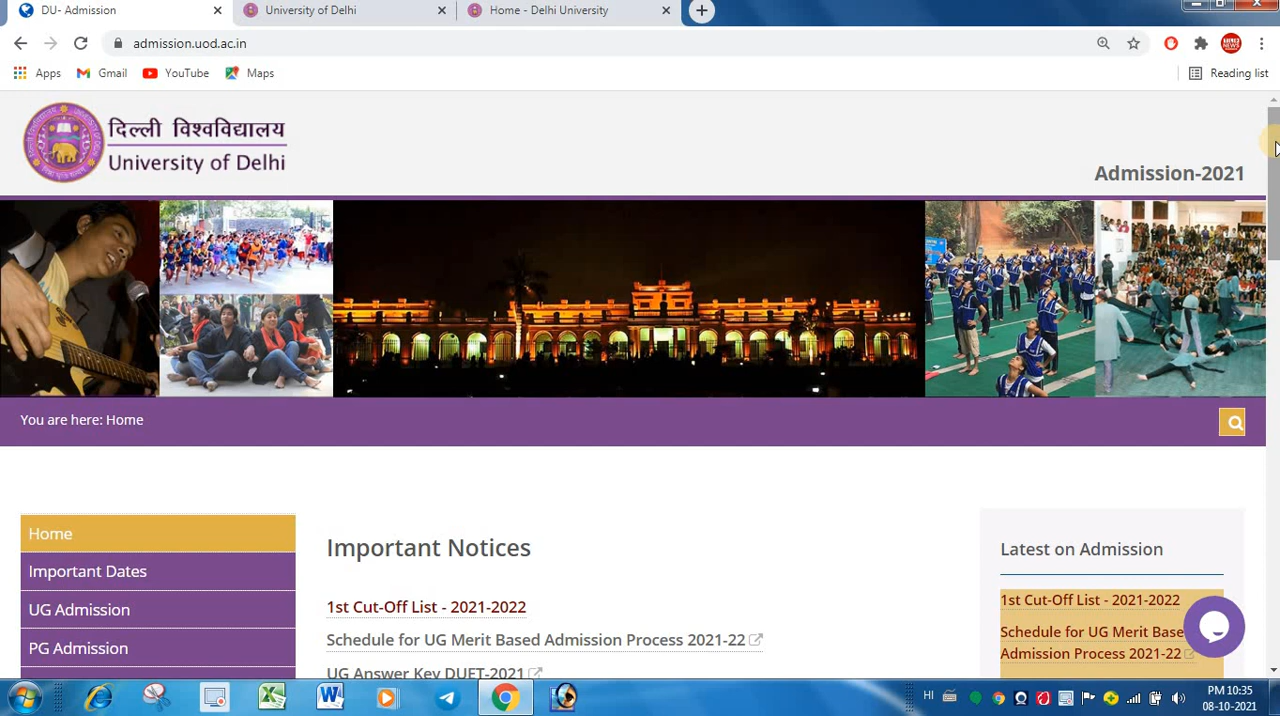 DU- Admission
University of Delhi
Home - Delhi University
admission.uod.ac.in
Apps
Gmail
YouTube
Maps
Reading list
दिल्ली विश्वविद्यालय
University of Delhi
Admission-2021
You are here: Home
Home
Important Dates
UG Admission
PG Admission
Important Notices
1st Cut-Off List - 2021-2022
Schedule for UG Merit Based Admission Process 2021-22
UG Answer Key DUET-2021
Latest on Admission
1st Cut-Off List - 2021-2022
Schedule for UG Merit Base
Admission Process 2021-22
HI
PM 10:35
08-10-2021